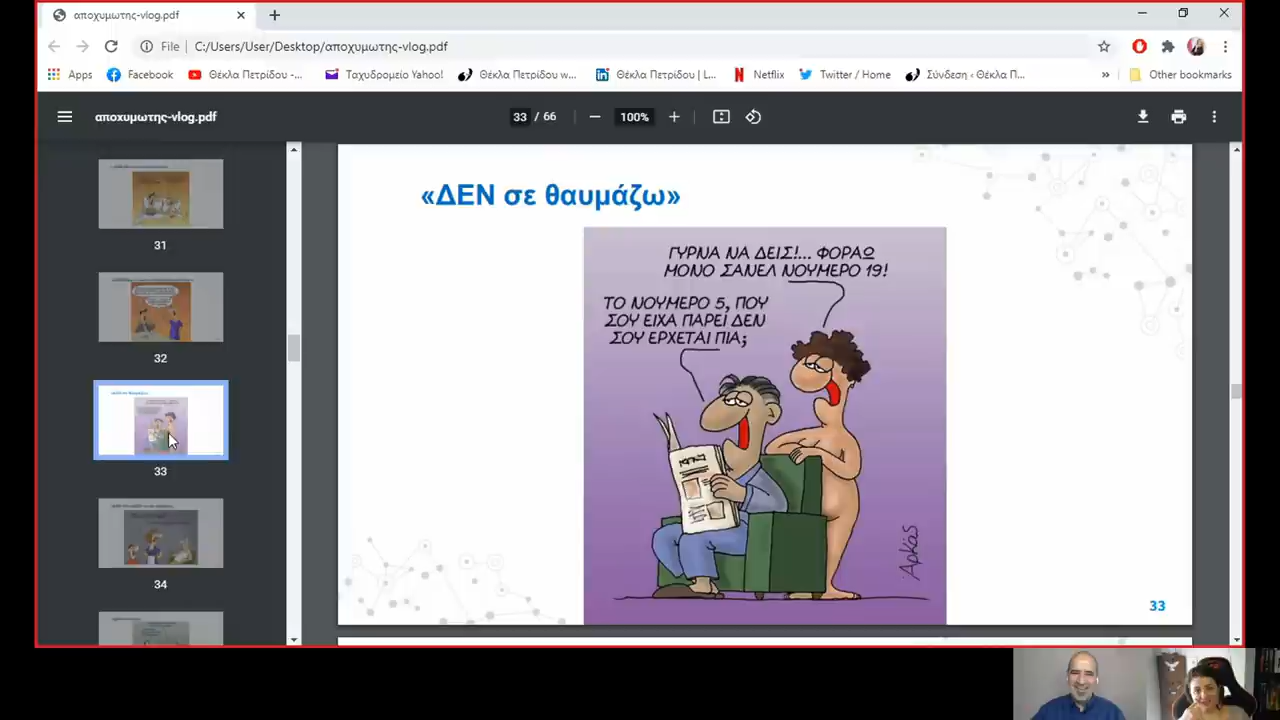 αποχυμωτης-vlog.pdf
File
C:/Users/User/Desktop/αποχυμωτης-vlog.pdf
Apps
Facebook
Θέκλα Πετρίδου -...
Ταχυδρομείο Yahoo!
Θέκλα Πετρίδου w...
Θέκλα Πετρίδου | L...
Netflix
Twitter / Home
Σύνδεση ‹ Θέκλα Π...
»
Other bookmarks
αποχυμωτης-vlog.pdf
33 / 66
100%
31
32
33
34
«ΔΕΝ σε θαυμάζω»
ΓΥΡΝΑ ΝΑ ΔΕΙΣ!... ΦΟΡΑΩ
ΜΟΝΟ ΣΑΝΕΛ ΝΟΥΜΕΡΟ 19!
ΤΟ ΝΟΥΜΕΡΟ 5, ΠΟΥ
ΣΟΥ ΕΙΧΑ ΠΑΡΕΙ ΔΕΝ
ΣΟΥ ΕΡΧΕΤΑΙ ΠΙΑ;
Αρκάς
33